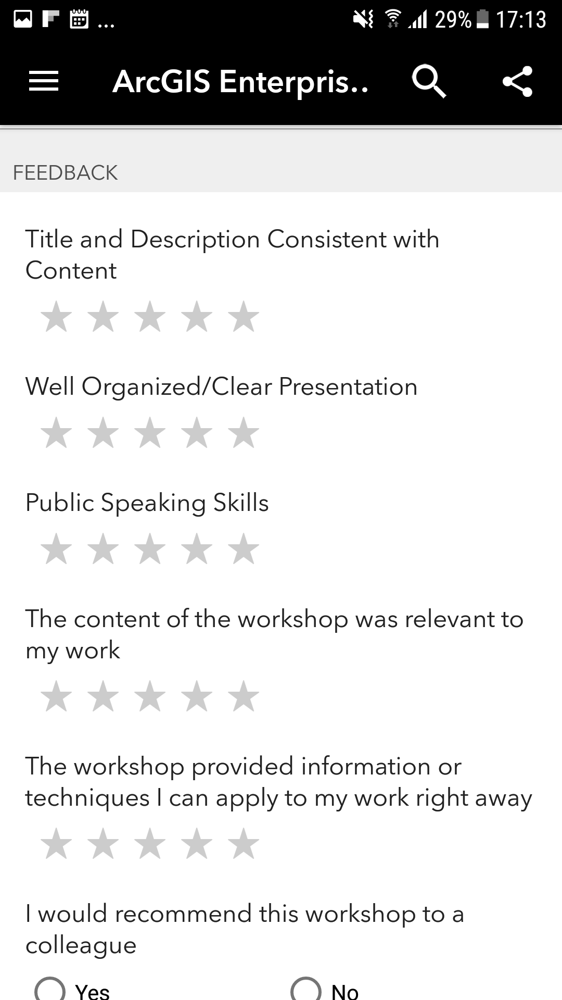 ... 29% 17:13
ArcGIS Enterpris..
FEEDBACK
Title and Description Consistent with
Content
Well Organized/Clear Presentation
Public Speaking Skills
The content of the workshop was relevant to
my work
The workshop provided information or
techniques I can apply to my work right away
I would recommend this workshop to a
colleague
Yes No